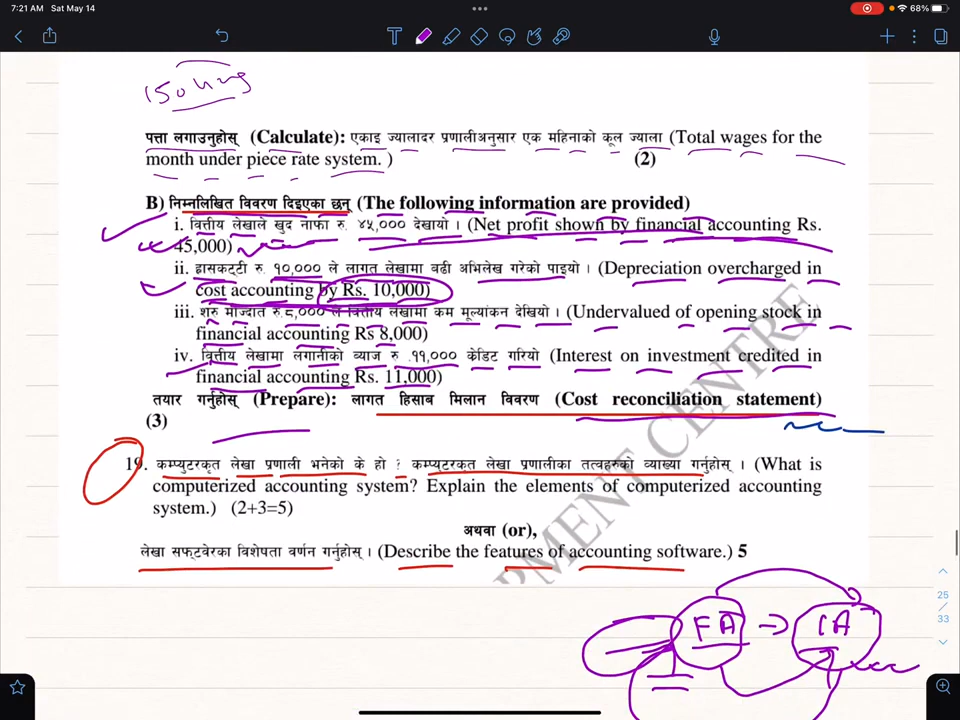 7:21 AM Sat May 14
68%
150 
पत्ता लगाउनुहोस् (Calculate): एकाइ ज्यालादर प्रणालीअनुसार एक महिनाको कूल ज्याला (Total wages for the
month under piece rate system. ) (2)
B) निम्नलिखित विवरण दिइएका छन् (The following information are provided)
i. वित्तीय लेखाले खुद नाफा रु. ४५,००० देखायो । (Net profit shown by financial accounting Rs.
45,000)
ii. ह्रासकट्टी रु. १०,००० ले लागत लेखामा बढी अभिलेख गरेको पाइयो । (Depreciation overcharged in
cost accounting by Rs. 10,000)
iii. शुरु मौज्दात रु.८,००० ले वित्तीय लेखामा कम मूल्यांकन देखियो । (Undervalued of opening stock in
financial accounting Rs 8,000)
iv. वित्तीय लेखामा लगानीको व्याज रु .११,००० क्रेडिट गरियो (Interest on investment credited in
financial accounting Rs. 11,000)
तयार गर्नुहोस् (Prepare): लागत हिसाब मिलान विवरण (Cost reconciliation statement)
(3)
19. कम्प्युटरकृत लेखा प्रणाली भनेको के हो ? कम्प्युटरकृत लेखा प्रणालीका तत्वहरुको व्याख्या गर्नुहोस् । (What is
computerized accounting system? Explain the elements of computerized accounting
system.) (2+3=5)
अथवा (or),
लेखा सफ्टवेरका विशेषता वर्णन गर्नुहोस् । (Describe the features of accounting software.) 5
FA → CA
25
/
33